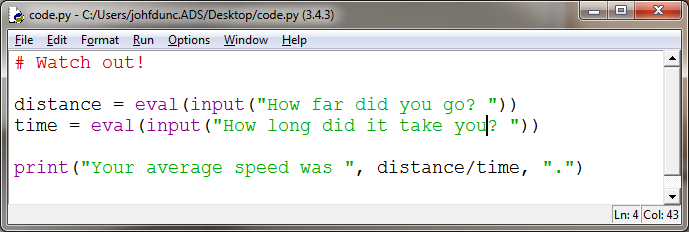 code.py - C:/Users/johfdunc.ADS/Desktop/code.py (3.4.3)
File Edit Format Run Options Window Help
# Watch out!
distance = eval(input("How far did you go? "))
time = eval(input("How long did it take you? "))
print("Your average speed was ", distance/time, ".")
Ln: 4 Col: 43